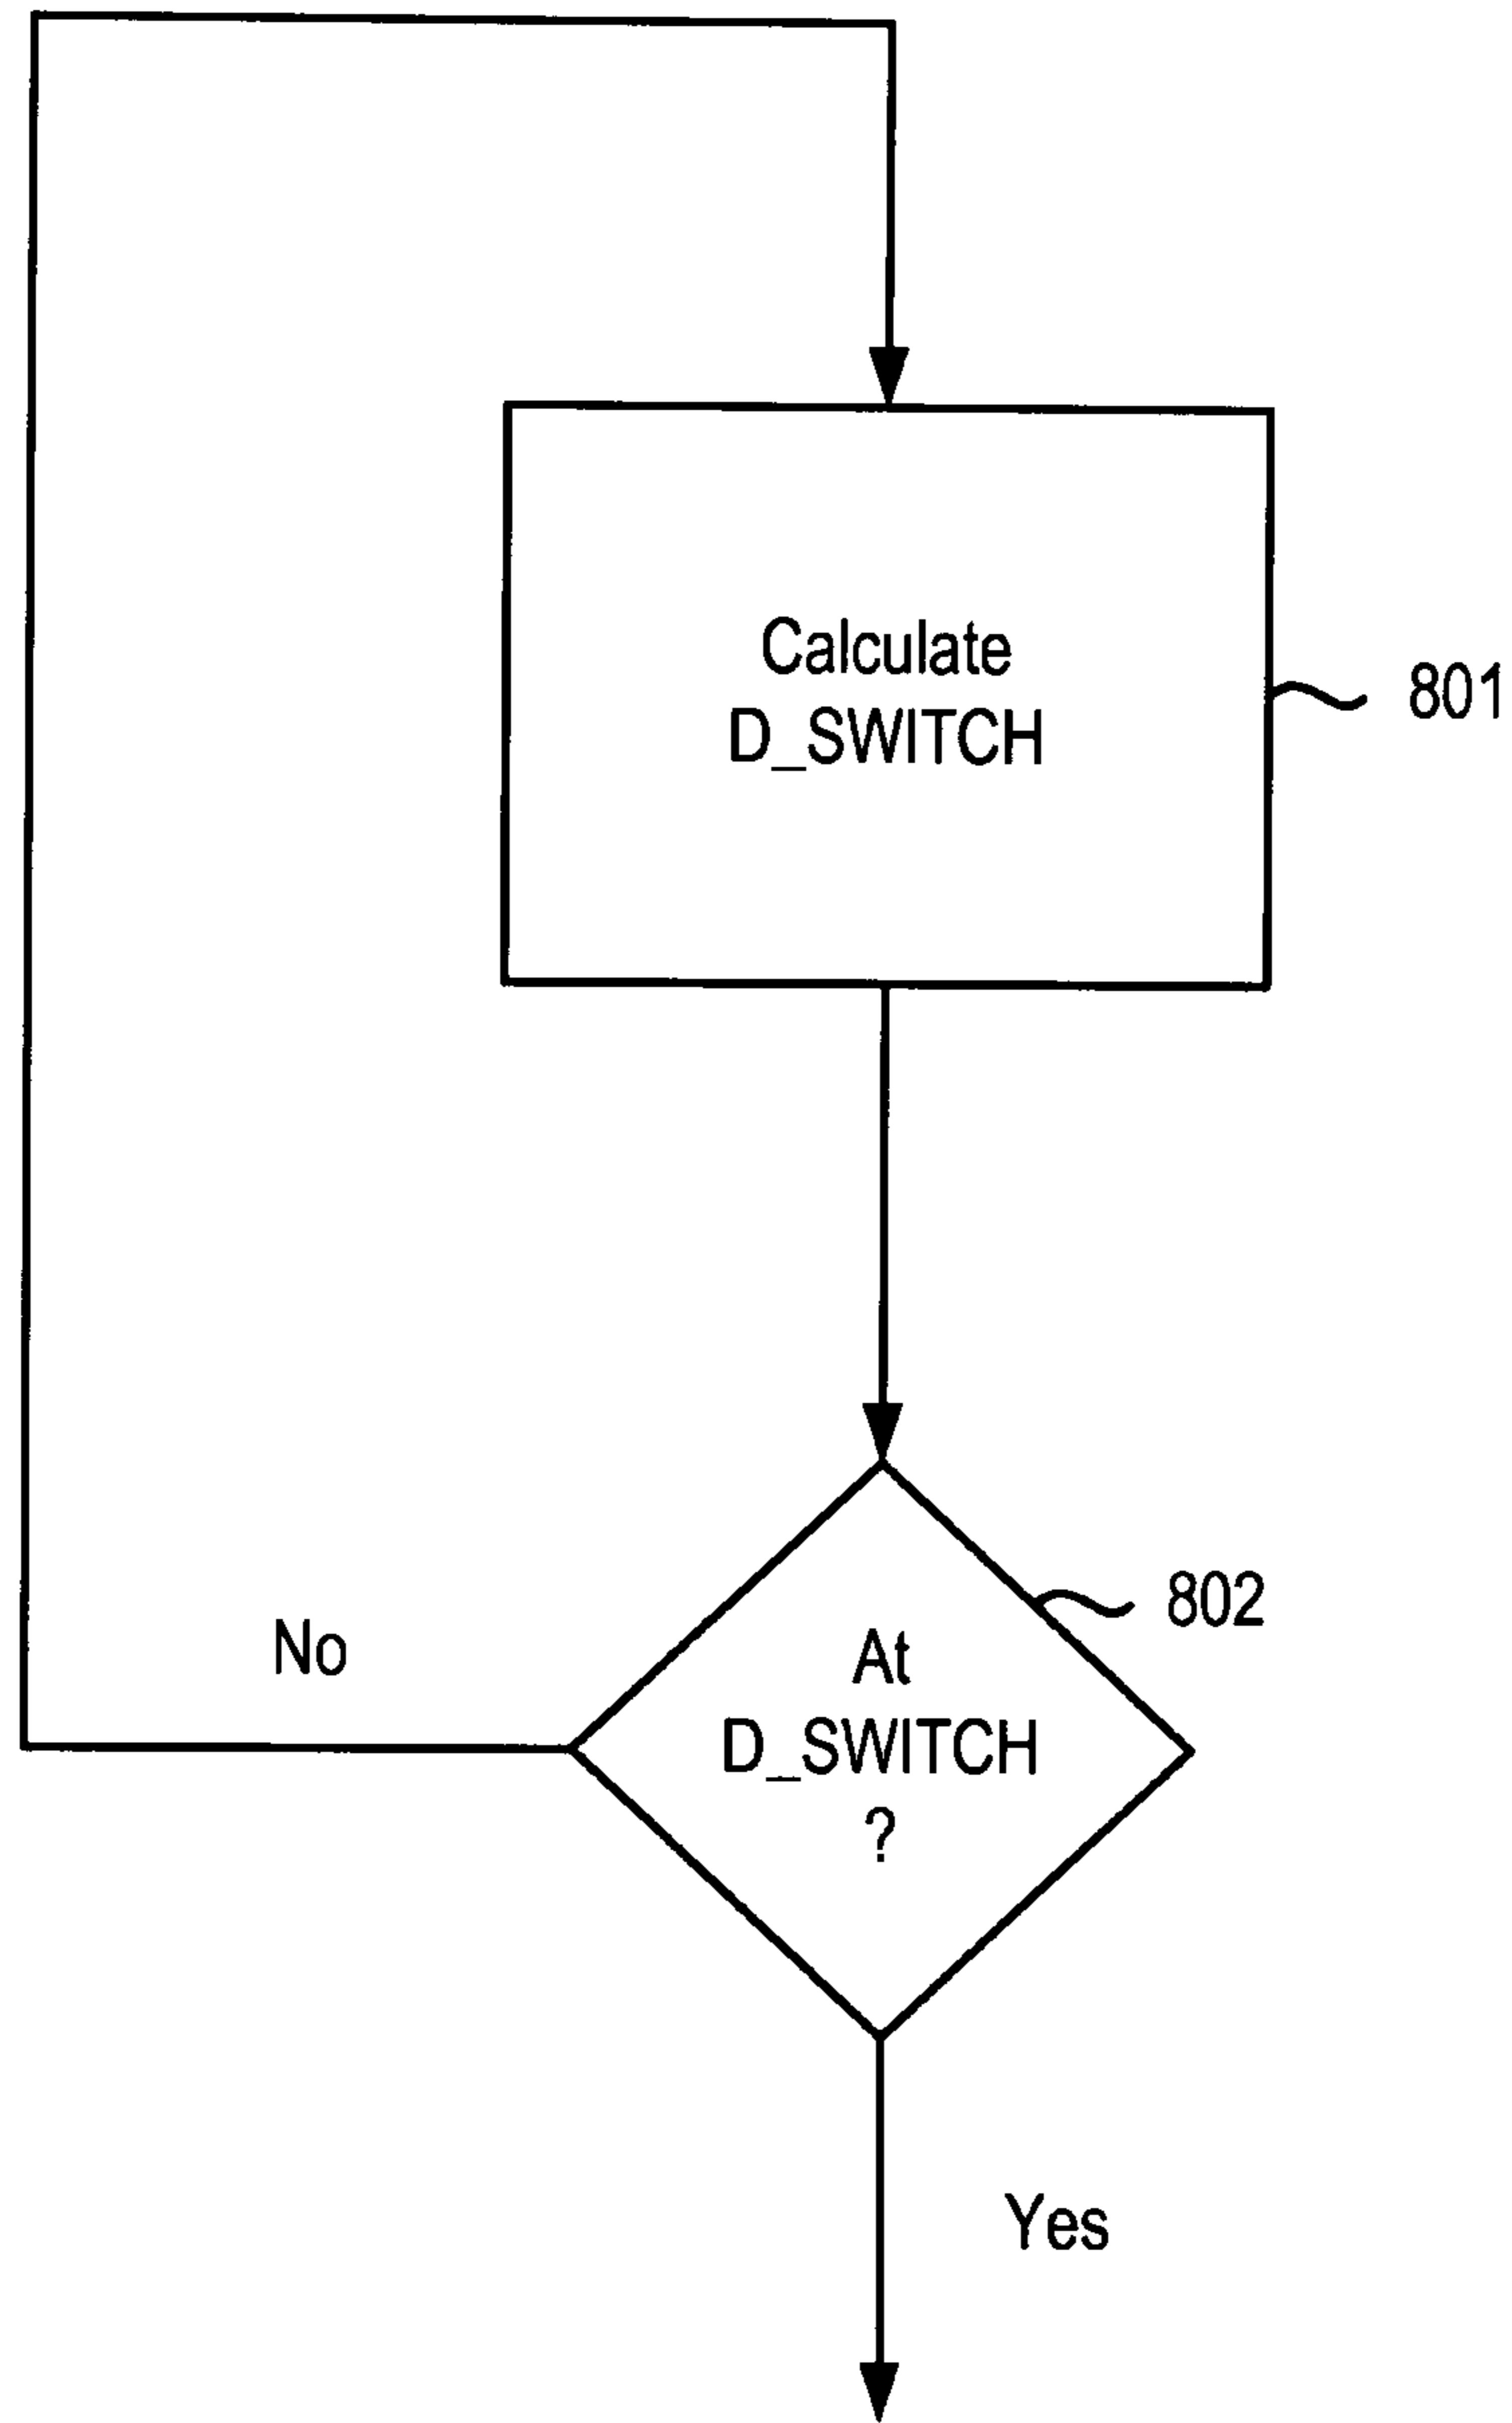 Calculate
D_SWITCH
801
802
At
D_SWITCH
?
No
Yes